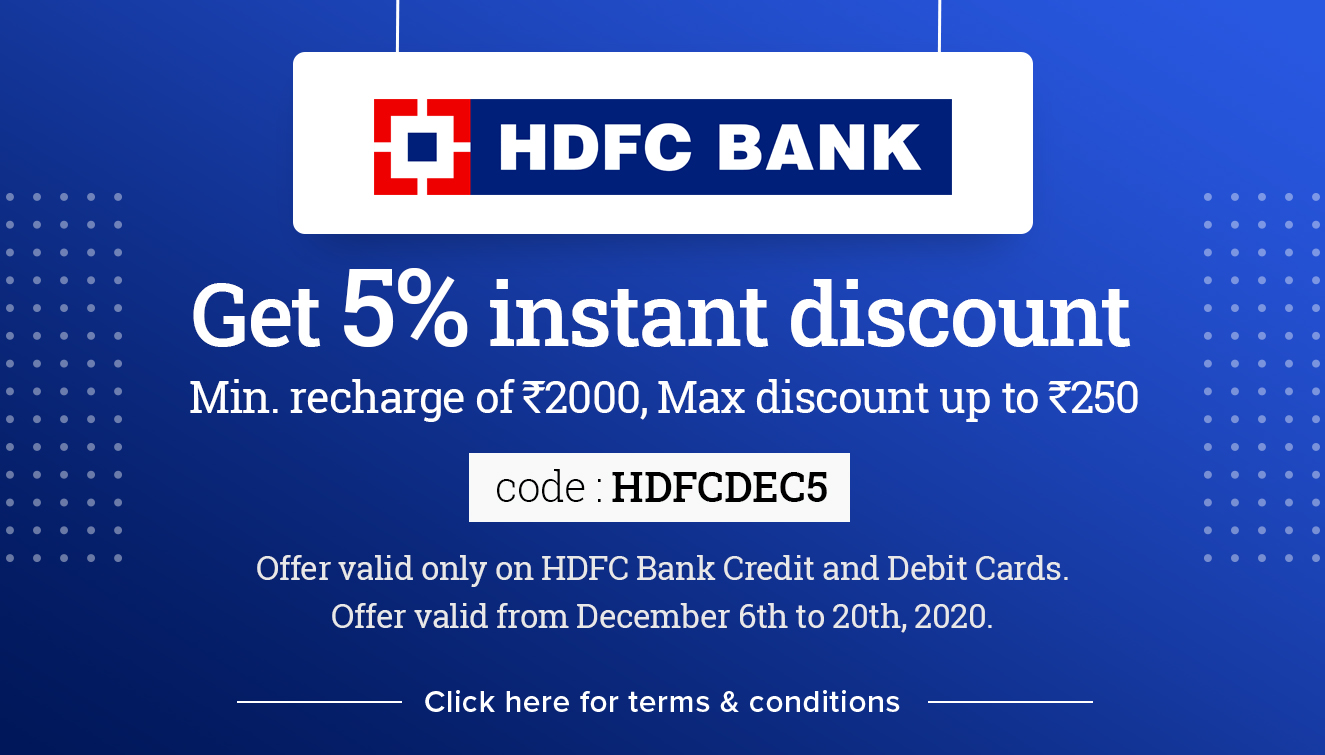 HDFC BANK
Get 5% instant discount
Min. recharge of ₹2000, Max discount up to ₹250
code : HDFCDEC5
Offer valid only on HDFC Bank Credit and Debit Cards.
Offer valid from December 6th to 20th, 2020.
Click here for terms & conditions